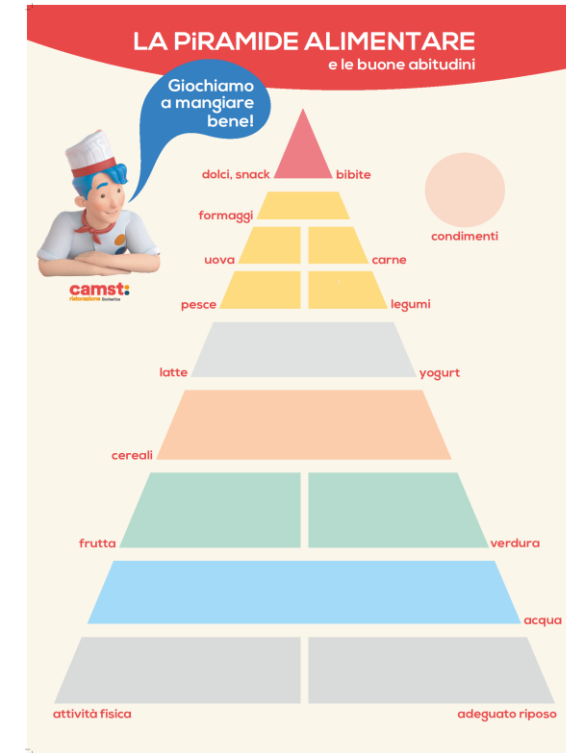 LA PiRAMIDE ALIMENTARE
e le buone abitudini
Giochiamo
a mangiare
bene!
dolci, snack
bibite
formaggi
condimenti
uova
carne
camst:
ristorazione
pesce
legumi
latte
yogurt
cereali
frutta
verdura
acqua
attività fisica
adeguato riposo